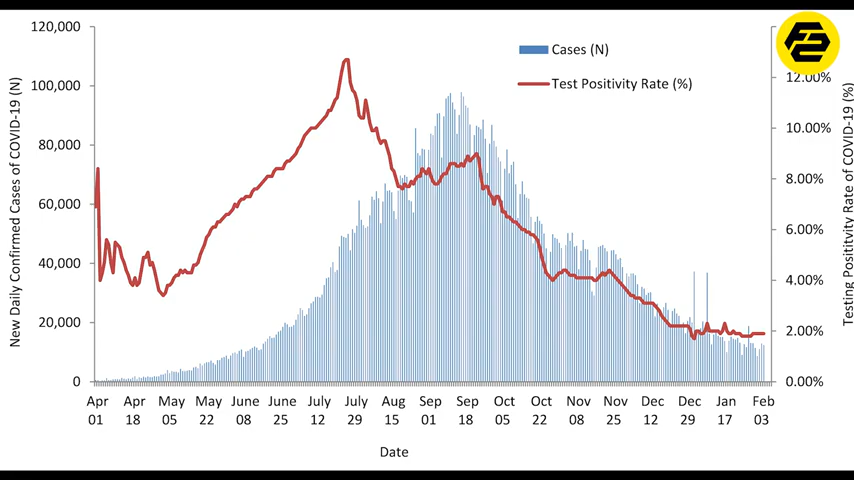 120,000
100,000
80,000
60,000
40,000
20,000
0
New Daily Confirmed Cases of COVID-19 (N)
Cases (N)
Test Positivity Rate (%)
12.00%
10.00%
8.00%
6.00%
4.00%
2.00%
0.00%
Testing Posititvity Rate of COVID-19 (%)
Apr Apr May May June June July July Aug Sep Sep Oct Oct Nov Nov Dec Dec Jan Feb
01 18 05 22 08 25 12 29 15 01 18 05 22 08 25 12 29 17 03
Date